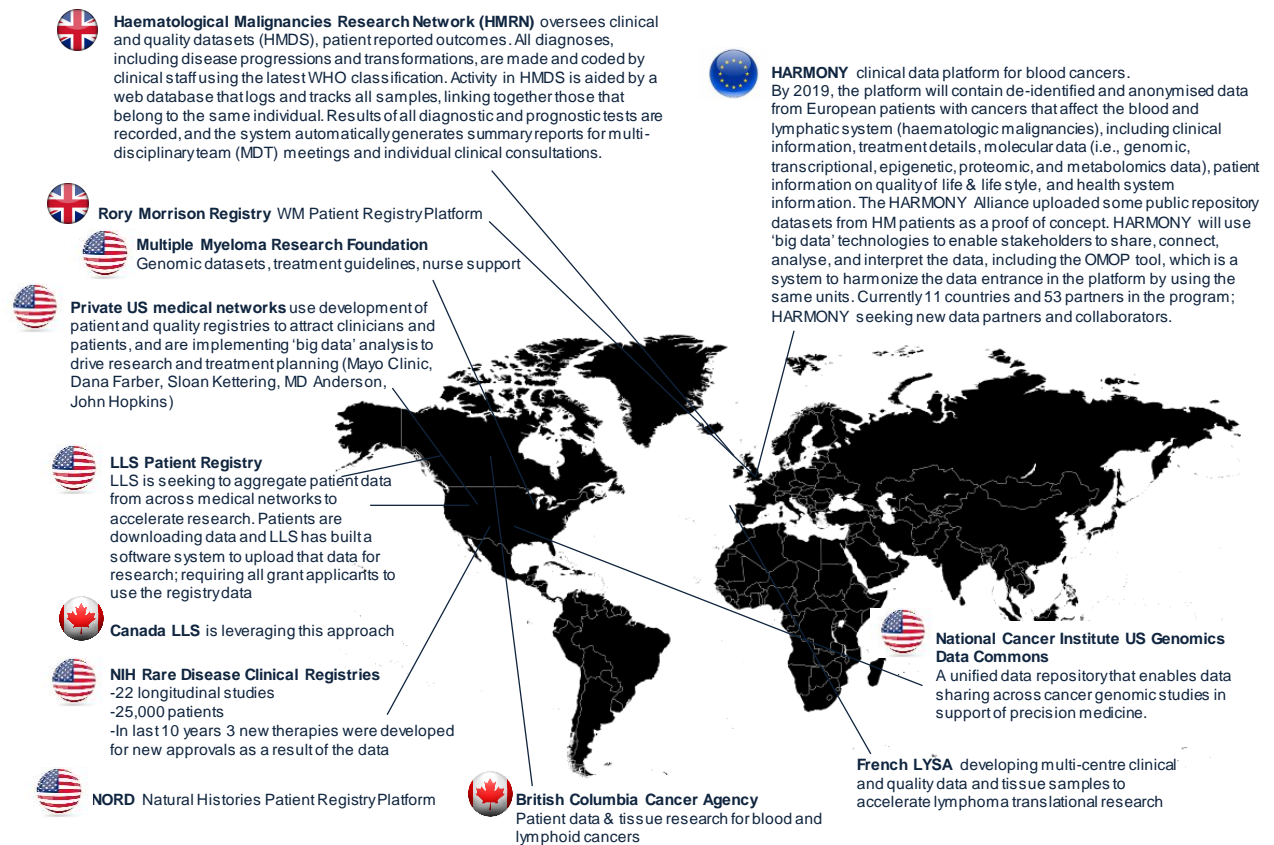 Haematological Malignancies Research Network (HMRN) oversees clinical
and quality datasets (HMDS), patient reported outcomes. All diagnoses,
including disease progressions and transformations, are made and coded by
clinical staff using the latest WHO classification. Activity in HMDS is aided by a
web database that logs and tracks all samples, linking together those that
belong to the same individual. Results of all diagnostic and prognostic tests are
recorded, and the system automatically generates summary reports for multi-
disciplinary team (MDT) meetings and individual clinical consultations.
HARMONY clinical data platform for blood cancers.
By 2019, the platform will contain de-identified and anonymised data
from European patients with cancers that affect the blood and
lymphatic system (haematologic malignancies), including clinical
information, treatment details, molecular data (i.e., genomic,
transcriptional, epigenetic, proteomic, and metabolomics data), patient
information on quality of life & life style, and health system
information. The HARMONY Alliance uploaded some public repository
datasets from HM patients as a proof of concept. HARMONY will use
'big data' technologies to enable stakeholders to share, connect,
analyse, and interpret the data, including the OMOP tool, which is a
system to harmonize the data entrance in the platform by using the
same units. Currently 11 countries and 53 partners in the program;
HARMONY seeking new data partners and collaborators.
Rory Morrison Registry WM Patient Registry Platform
Multiple Myeloma Research Foundation
Genomic datasets, treatment guidelines, nurse support
Private US medical networks use development of
patient and quality registries to attract clinicians and
patients, and are implementing 'big data' analysis to
drive research and treatment planning (Mayo Clinic,
Dana Farber, Sloan Kettering, MD Anderson,
John Hopkins)
LLS Patient Registry
LLS is seeking to aggregate patient data
from across medical networks to
accelerate research. Patients are
downloading data and LLS has built a
software system to upload that data for
research; requiring all grant applicants to
use the registry data
Canada LLS is leveraging this approach
NIH Rare Disease Clinical Registries
-22 longitudinal studies
-25,000 patients
-In last 10 years 3 new therapies were developed
for new approvals as a result of the data
NORD Natural Histories Patient Registry Platform
British Columbia Cancer Agency
Patient data & tissue research for blood and
lymphoid cancers
National Cancer Institute US Genomics
Data Commons
A unified data repository that enables data
sharing across cancer genomic studies in
support of precision medicine.
French LYSA developing multi-centre clinical
and quality data and tissue samples to
accelerate lymphoma translational research